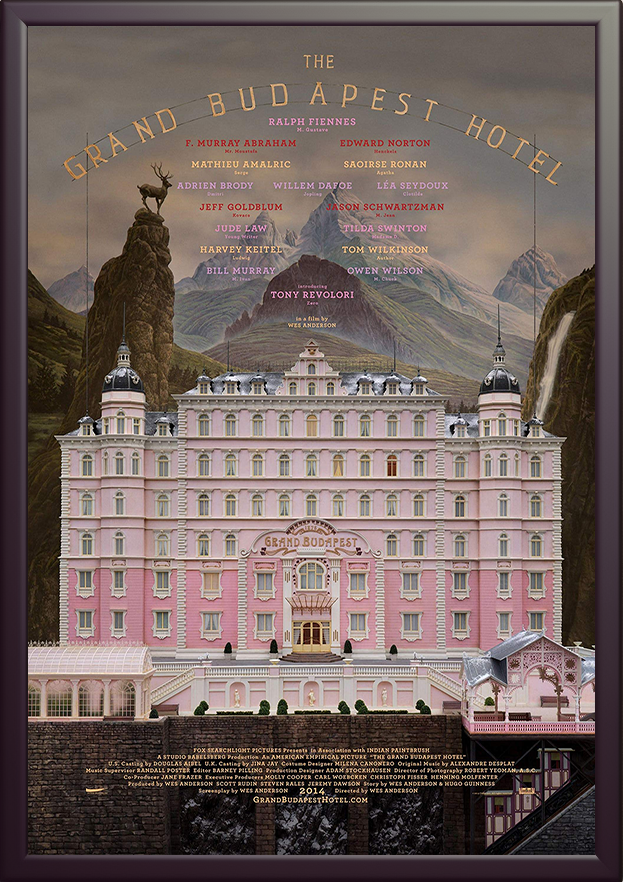 THE
GRAND BUDAPEST HOTEL
RALPH FIENNES
M. Gustave
F. MURRAY ABRAHAM EDWARD NORTON
Mr. Moustafa Henckels
MATHIEU AMALRIC SAOIRSE RONAN
Serge Agatha
ADRIEN BRODY WILLEM DAFOE LÉA SEYDOUX
Dmitri Jopling Clotilde
JEFF GOLDBLUM JASON SCHWARTZMAN
Kovacs M. Jean
JUDE LAW TILDA SWINTON
Young Writer Madame D.
HARVEY KEITEL TOM WILKINSON
Ludwig Author
BILL MURRAY OWEN WILSON
M. Ivan M. Chuck
introducing
TONY REVOLORI
Zero
in a film by
WES ANDERSON
GRAND BUDAPEST
FOX SEARCHLIGHT PICTURES Presents in Association with INDIAN PAINTBRUSH
A STUDIO BABELSBERG Production An AMERICAN EMPIRICAL PICTURE "THE GRAND BUDAPEST HOTEL"
U.S. Casting by DOUGLAS AIBEL U.K. Casting by JINA JAY Costume Designer MILENA CANONERO Original Music by ALEXANDRE DESPLAT
Music Supervisor RANDALL POSTER Editor BARNEY PILLING Production Designer ADAM STOCKHAUSEN Director of Photography ROBERT YEOMAN, A.S.C.
Co-Producer JANE FRAZER Executive Producers MOLLY COOPER CARL WOEBCKEN CHRISTOPH FISSER HENNING MOLFENTER
Produced by WES ANDERSON SCOTT RUDIN STEVEN RALES JEREMY DAWSON Story by WES ANDERSON & HUGO GUINNESS
Screenplay by WES ANDERSON 2014 Directed by WES ANDERSON
GRANDBUDAPESTHOTEL.COM